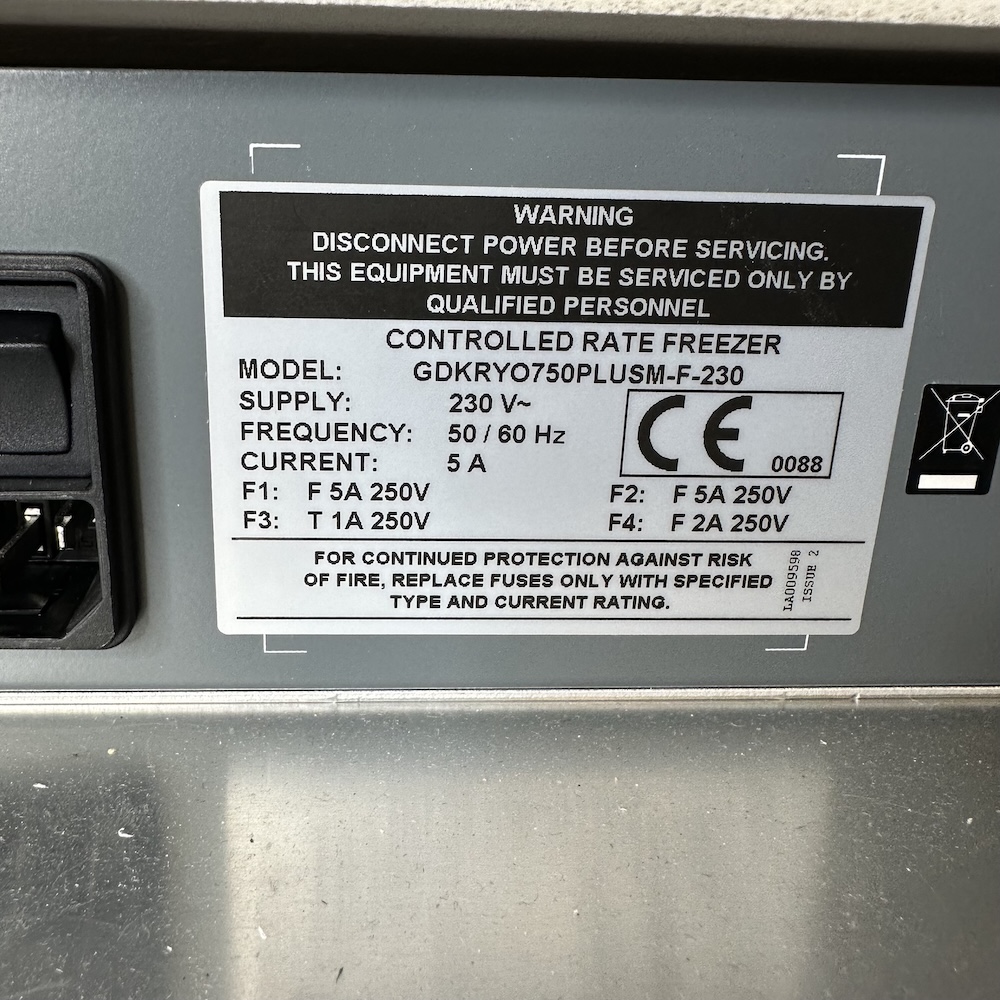 WARNING
DISCONNECT POWER BEFORE SERVICING.
THIS EQUIPMENT MUST BE SERVICED ONLY BY
QUALIFIED PERSONNEL
CONTROLLED RATE FREEZER
MODEL: GDKRYO750PLUSM-F-230
SUPPLY: 230 V~
FREQUENCY: 50 / 60 Hz
CURRENT: 5 A
CE 0088
F1: F 5A 250V F2: F 5A 250V
F3: T 1A 250V F4: F 2A 250V
FOR CONTINUED PROTECTION AGAINST RISK
OF FIRE, REPLACE FUSES ONLY WITH SPECIFIED
TYPE AND CURRENT RATING.
LA009598
ISSUE 2